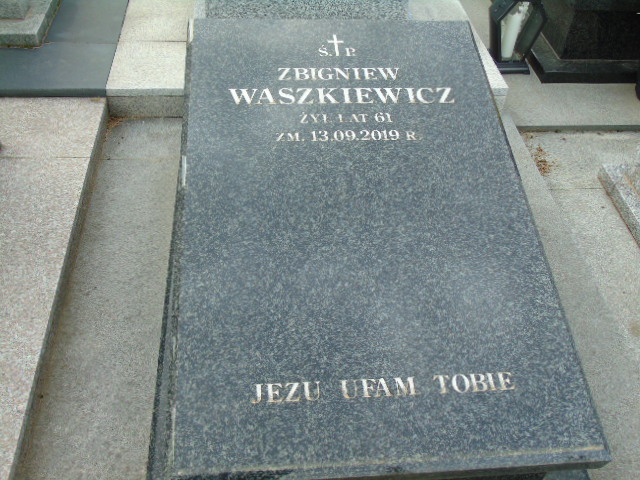 Ś.†P.
ZBIGNIEW
WASZKIEWICZ
ŻYŁ LAT 61
ZM. 13.09.2019 R.
JEZU UFAM TOBIE